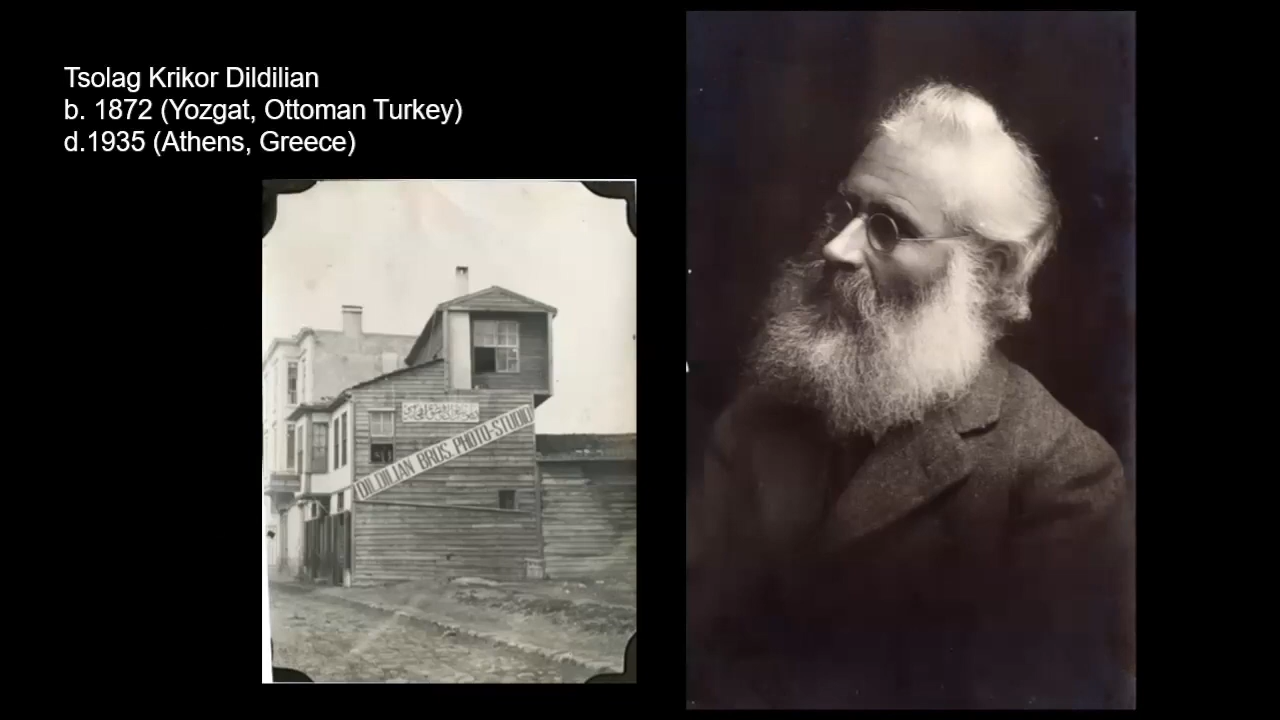 Tsolag Krikor Dildilian
b. 1872 (Yozgat, Ottoman Turkey)
d.1935 (Athens, Greece)
DILDILIAN BROS. PHOTO-STUDIO